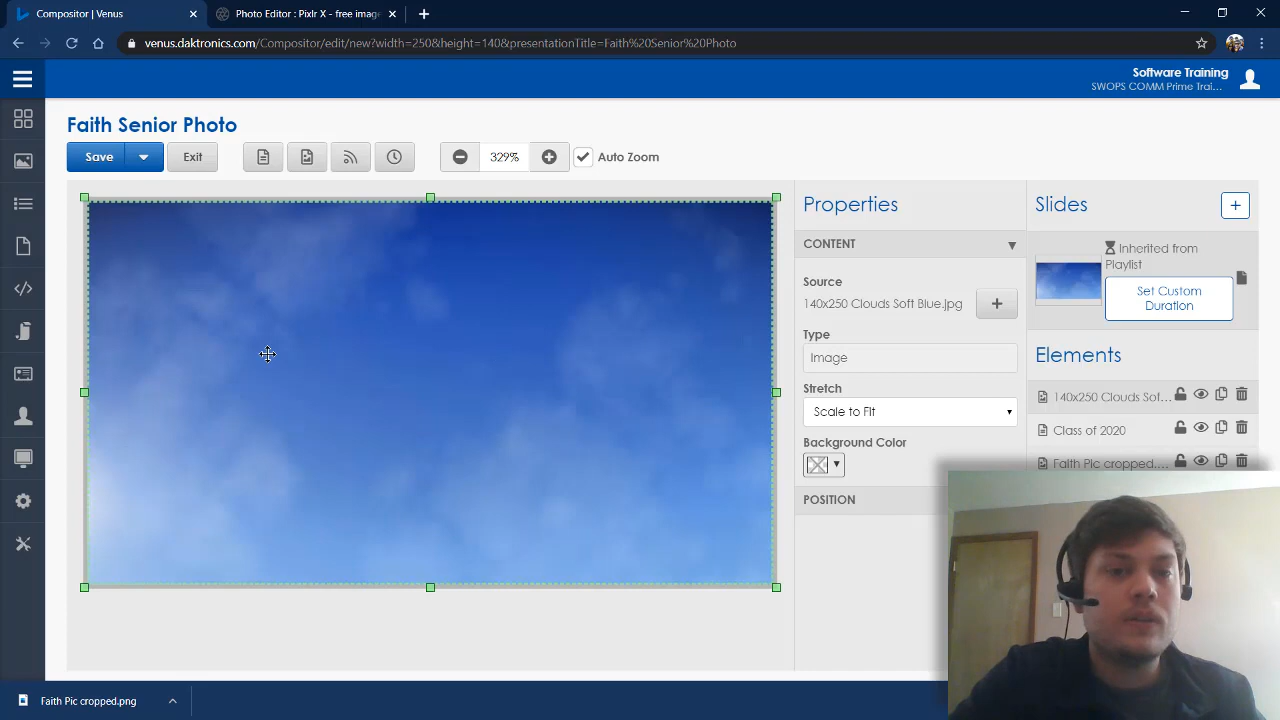 Compositor | Venus
Photo Editor : Pixlr X - free imag
venus.daktronics.com/Compositor/edit/new?width=250&height=140&presentationTitle=Faith%20Senior%20Photo
Software Training
SWOPS COMM Prime Trai...
Faith Senior Photo
Save
Exit
329%
Auto Zoom
Properties
CONTENT
Source
140x250 Clouds Soft Blue.jpg
Type
Image
Stretch
Scale to Fit
Background Color
POSITION
Slides
Inherited from
Playlist
Set Custom
Duration
Elements
140x250 Clouds Sof...
Class of 2020
Faith Pic cropped....
Faith Pic cropped.png